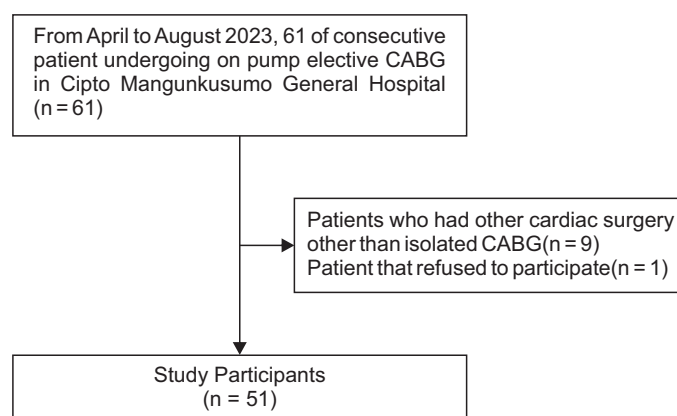 From April to August 2023, 61 of consecutive
patient undergoing on pump elective CABG
in Cipto Mangunkusumo General Hospital
(n = 61)
Patients who had other cardiac surgery
other than isolated CABG(n = 9)
Patient that refused to participate(n = 1)
Study Participants
(n = 51)